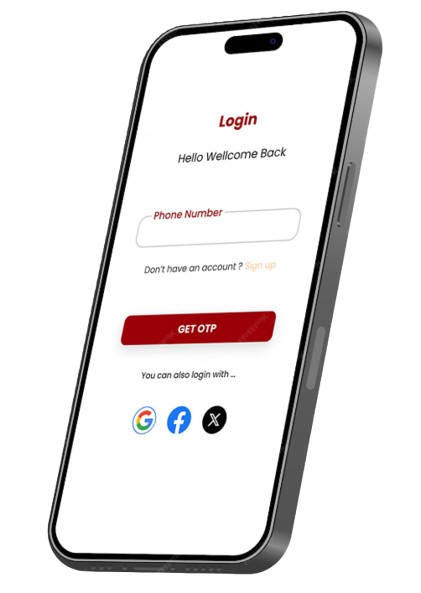 Login
Hello Wellcome Back
Phone Number
Don't have an account ? Sign up
GET OTP
You can also login with ...